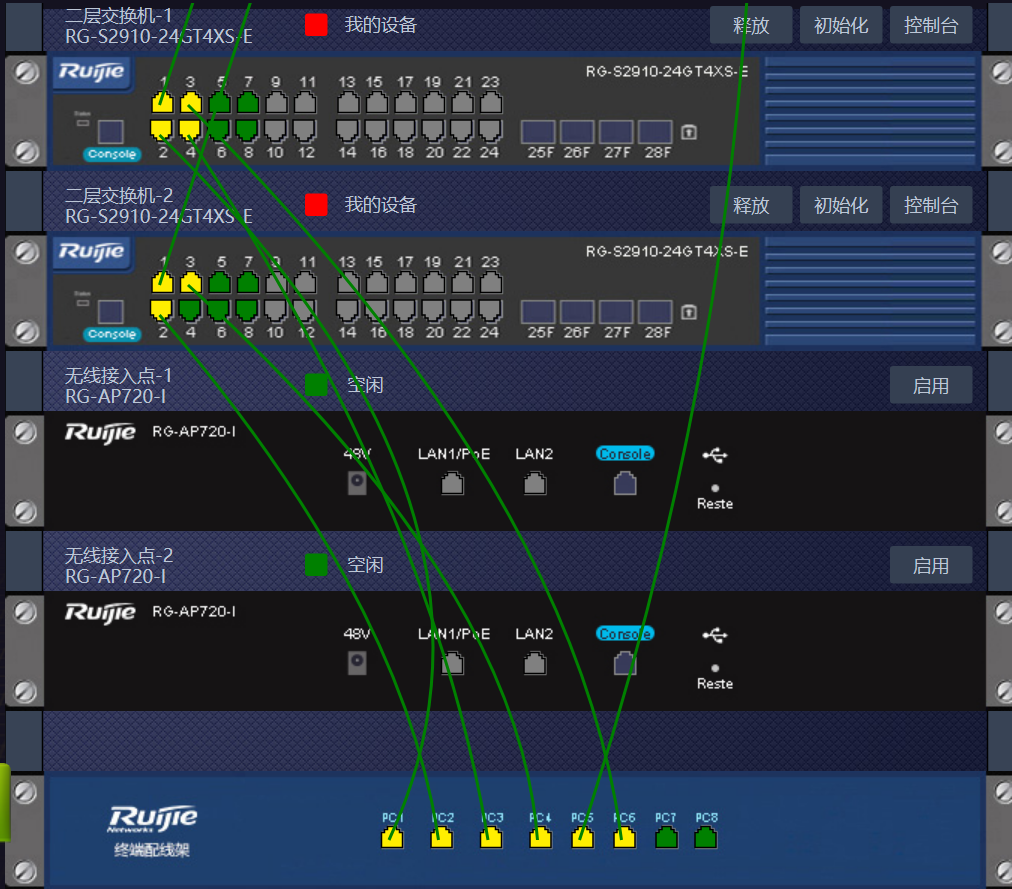 二层交换机-1
RG-S2910-24GT4XS-E
我的设备
释放 初始化 控制台
Ruijie
RG-S2910-24GT4XS-E
1 3 5 7 9 11 13 15 17 19 21 23
Console
2 4 6 8 10 12 14 16 18 20 22 24 25F 26F 27F 28F
二层交换机-2
RG-S2910-24GT4XS-E
我的设备
释放 初始化 控制台
Ruijie
RG-S2910-24GT4XS-E
1 3 5 7 9 11 13 15 17 19 21 23
Console
2 4 6 8 10 12 14 16 18 20 22 24 25F 26F 27F 28F
无线接入点-1
RG-AP720-I
空闲
启用
Ruijie RG-AP720-I
48V LAN1/PoE LAN2 Console
Reste
无线接入点-2
RG-AP720-I
空闲
启用
Ruijie RG-AP720-I
48V LAN1/PoE LAN2 Console
Reste
Ruijie
Networks
终端配线架
PC1 PC2 PC3 PC4 PC5 PC6 PC7 PC8